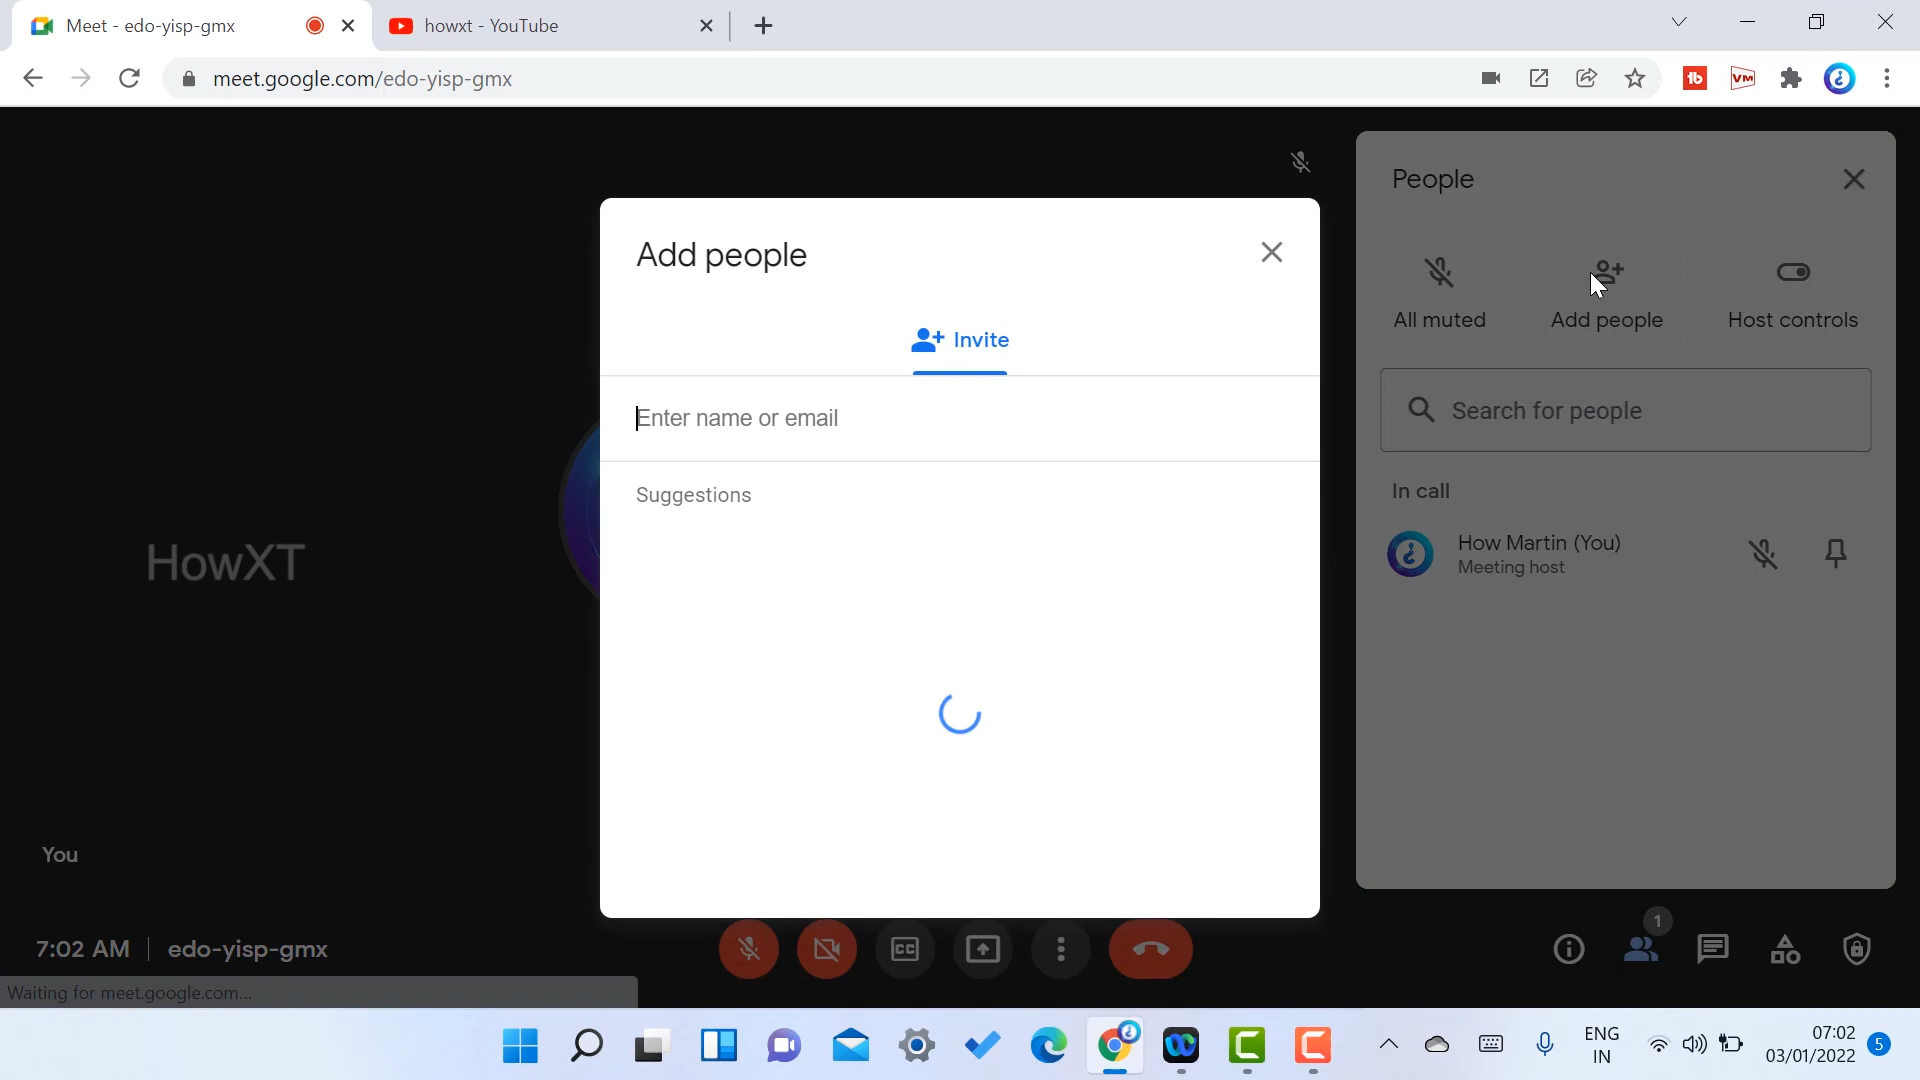 Meet - edo-yisp-gmx
howxt - YouTube
meet.google.com/edo-yisp-gmx
tb
VM
People
Add people
All muted
Add people
Host controls
Invite
Enter name or email
Search for people
Suggestions
In call
How Martin (You)
Meeting host
HowXT
You
1
7:02 AM
edo-yisp-gmx
CC
Waiting for meet.google.com...
ENG
IN
07:02
03/01/2022
5